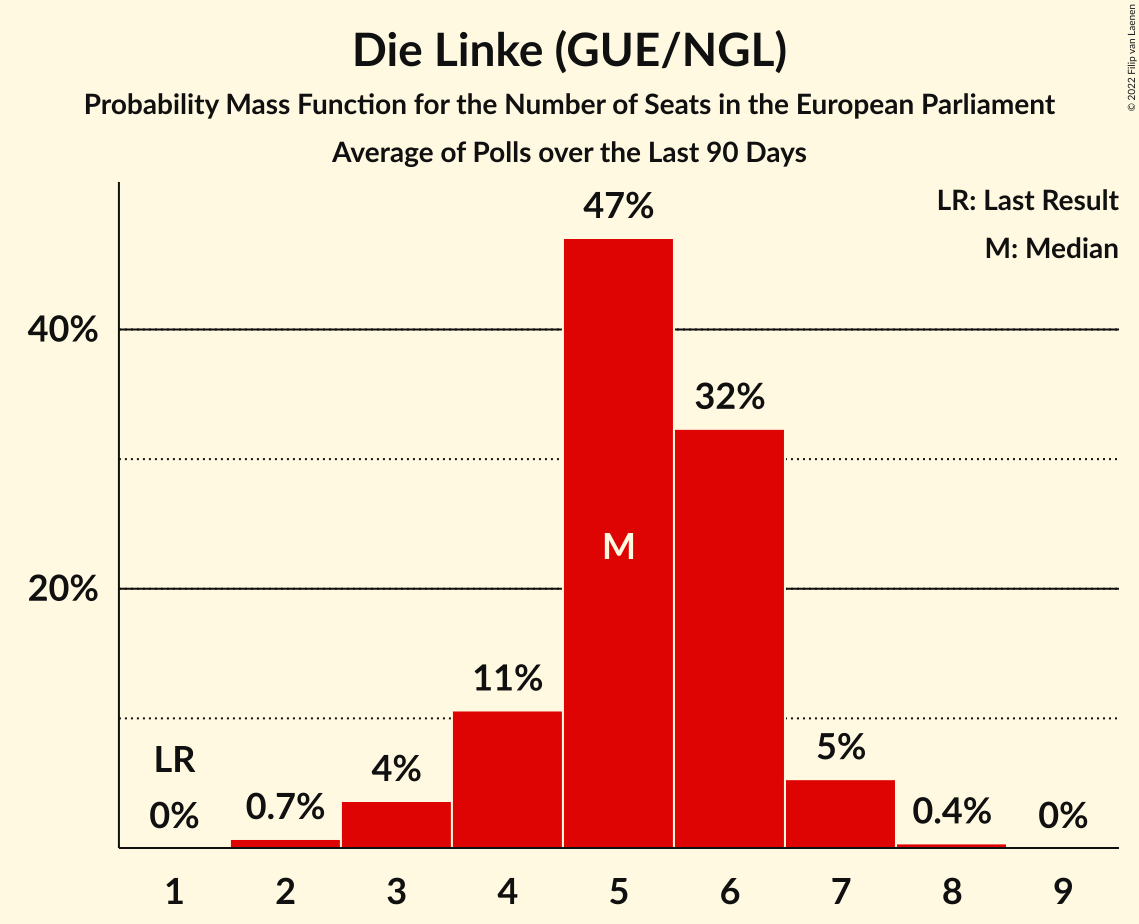 Die Linke (GUE/NGL)
Probability Mass Function for the Number of Seats in the European Parliament
Average of Polls over the Last 90 Days
© 2022 Filip van Laenen
LR: Last Result
M: Median
47%
40%
32%
M
20%
11%
LR
5%
4%
0%
0.7%
0.4%
0%
1 2 3 4 5 6 7 8 9